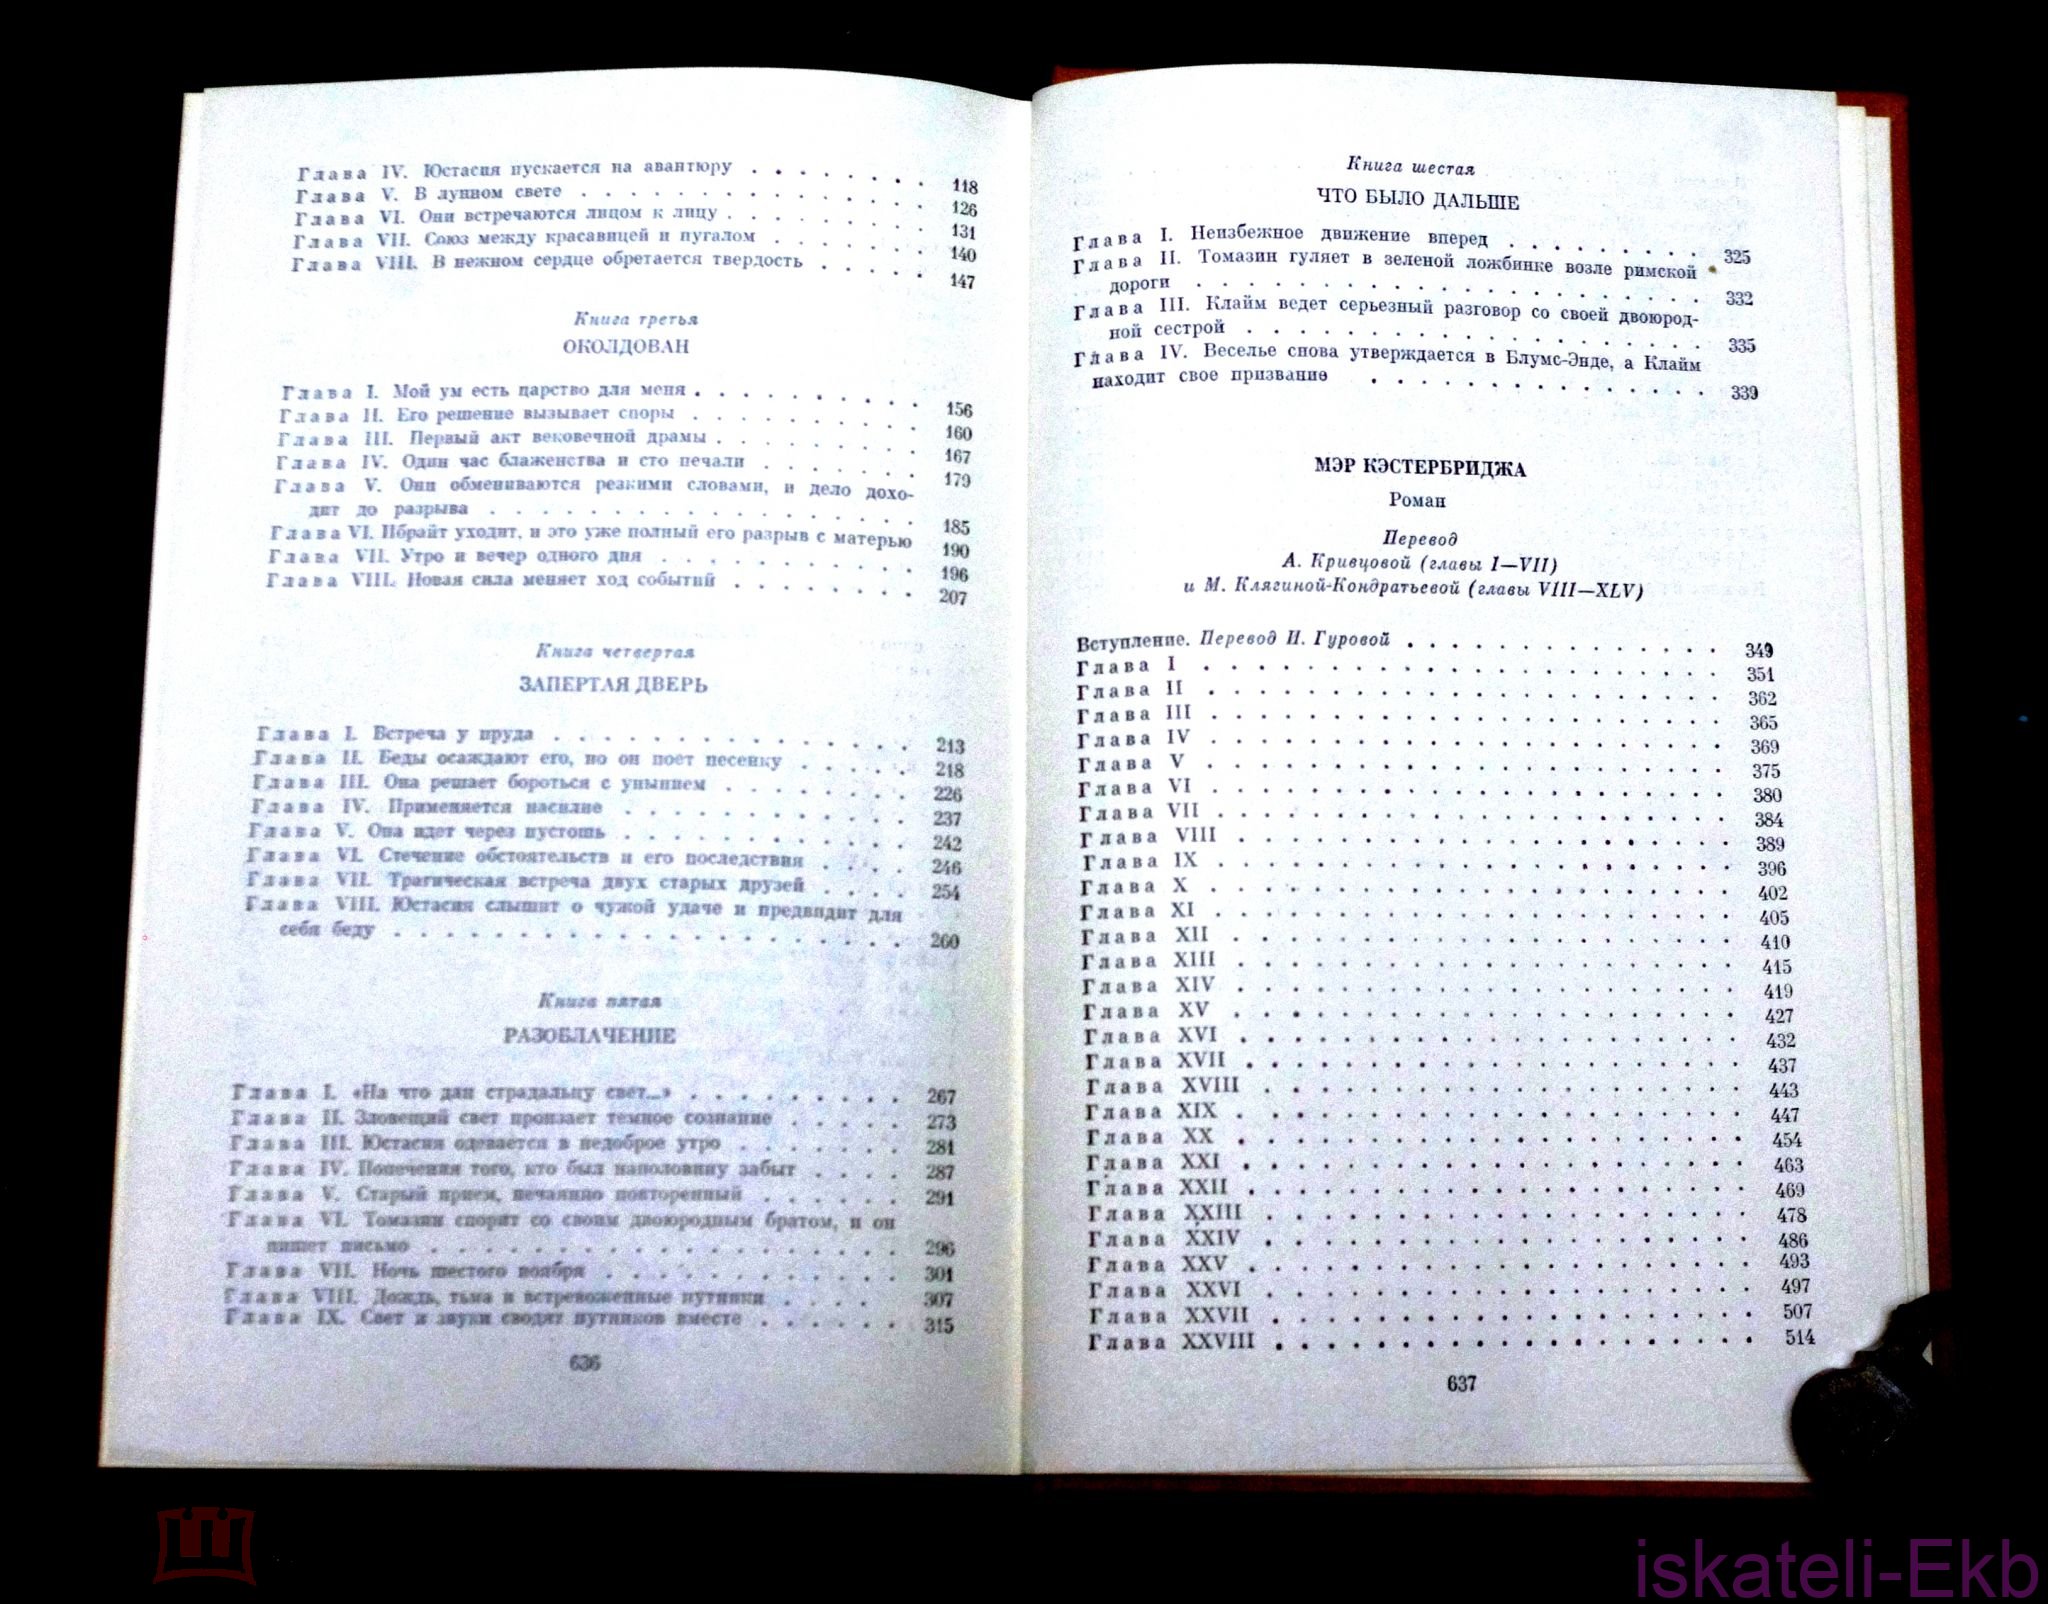 Глава IV. Юстасия пускается на авантюру . . . . . . . . 118
Глава V. В лунном свете . . . . . . . . . . . . . . . 126
Глава VI. Они встречаются лицом к лицу . . . . . . . . . 131
Глава VII. Союз между красавицей и пугалом . . . . . . . 140
Глава VIII. В нежном сердце обретается твердость . . . . . 147
Книга третья
ОКОЛДОВАН
Глава I. Мой ум есть царство для меня . . . . . . . . . . 156
Глава II. Его решение вызывает споры . . . . . . . . . . 160
Глава III. Первый акт вековечной драмы . . . . . . . . . 167
Глава IV. Один час блаженства и сто печали . . . . . . . 179
Глава V. Они обмениваются резкими словами, и дело дохо-
дит до разрыва . . . . . . . . . . . . . . . . . . 185
Глава VI. Ибрайт уходит, и это уже полный его разрыв с матерью 190
Глава VII. Утро и вечер одного дня . . . . . . . . . . . 196
Глава VIII. Новая сила меняет ход событий . . . . . . . . 207
Книга четвертая
ЗАПЕРТАЯ ДВЕРЬ
Глава I. Встреча у пруда . . . . . . . . . . . . . . . 213
Глава II. Беды осаждают его, но он поет песенку . . . . . 218
Глава III. Она решает бороться с унынием . . . . . . . . 226
Глава IV. Применяется насилие . . . . . . . . . . . . 237
Глава V. Она идет через пустошь . . . . . . . . . . . . 242
Глава VI. Стечение обстоятельств и его последствия . . . . 246
Глава VII. Трагическая встреча двух старых друзей . . . . 254
Глава VIII. Юстасия слышит о чужой удаче и предвидит для
себя беду . . . . . . . . . . . . . . . . . . . . 260
Книга пятая
РАЗОБЛАЧЕНИЕ
Глава I. «На что дан страдальцу свет...» . . . . . . . . . 267
Глава II. Зловещий свет пронзает темное сознание . . . . . 273
Глава III. Юстасия одевается в недоброе утро . . . . . . . 281
Глава IV. Попечения того, кто был наполовину забыт . . . . 287
Глава V. Старый прием, нечаянно повторенный . . . . . . 291
Глава VI. Томазин спорит со своим двоюродным братом, и он
пишет письмо . . . . . . . . . . . . . . . . . . 296
Глава VII. Ночь шестого ноября . . . . . . . . . . . . 301
Глава VIII. Дождь, тьма и встревоженные путники . . . . 307
Глава IX. Свет и звуки сводят путников вместе . . . . . . 315
636
Книга шестая
ЧТО БЫЛО ДАЛЬШЕ
Глава I. Неизбежное движение вперед . . . . . . . . . 325
Глава II. Томазин гуляет в зеленой ложбинке возле римской
дороги . . . . . . . . . . . . . . . . . . . . . 332
Глава III. Клайм ведет серьезный разговор со своей двоюрод-
ной сестрой . . . . . . . . . . . . . . . . . . . 335
Глава IV. Веселье снова утверждается в Блумс-Энде, а Клайм
находит свое призвание . . . . . . . . . . . . . . 339
МЭР КЭСТЕРБРИДЖА
Роман
Перевод
А. Кривцовой (главы I—VII)
и М. Клягиной-Кондратьевой (главы VIII—XLV)
Вступление. Перевод И. Гуровой . . . . . . . . . . . . . 349
Глава I . . . . . . . . . . . . . . . . . . . . 351
Глава II . . . . . . . . . . . . . . . . . . . . 362
Глава III . . . . . . . . . . . . . . . . . . . . 365
Глава IV . . . . . . . . . . . . . . . . . . . . 369
Глава V . . . . . . . . . . . . . . . . . . . . 375
Глава VI . . . . . . . . . . . . . . . . . . . . 380
Глава VII . . . . . . . . . . . . . . . . . . . . 384
Глава VIII . . . . . . . . . . . . . . . . . . . 389
Глава IX . . . . . . . . . . . . . . . . . . . . 396
Глава X . . . . . . . . . . . . . . . . . . . . 402
Глава XI . . . . . . . . . . . . . . . . . . . . 405
Глава XII . . . . . . . . . . . . . . . . . . . 410
Глава XIII . . . . . . . . . . . . . . . . . . . 415
Глава XIV . . . . . . . . . . . . . . . . . . . 419
Глава XV . . . . . . . . . . . . . . . . . . . . 427
Глава XVI . . . . . . . . . . . . . . . . . . . 432
Глава XVII . . . . . . . . . . . . . . . . . . . 437
Глава XVIII . . . . . . . . . . . . . . . . . . 443
Глава XIX . . . . . . . . . . . . . . . . . . . 447
Глава XX . . . . . . . . . . . . . . . . . . . . 454
Глава XXI . . . . . . . . . . . . . . . . . . . 463
Глава XXII . . . . . . . . . . . . . . . . . . . 469
Глава XXIII . . . . . . . . . . . . . . . . . . 478
Глава XXIV . . . . . . . . . . . . . . . . . . . 486
Глава XXV . . . . . . . . . . . . . . . . . . . 493
Глава XXVI . . . . . . . . . . . . . . . . . . . 497
Глава XXVII . . . . . . . . . . . . . . . . . . 507
Глава XXVIII . . . . . . . . . . . . . . . . . . 514
637
iskateli-Ekb